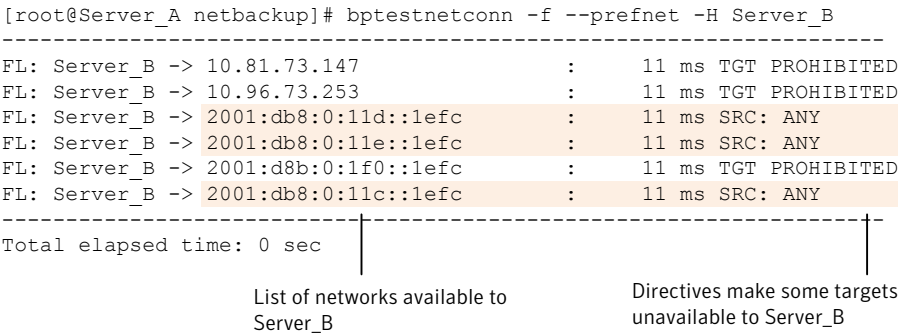 [root@Server_A netbackup]# bptestnetconn -f --prefnet -H Server_B
----------------------------------------------------------------------
FL: Server_B -> 10.81.73.147 : 11 ms TGT PROHIBITED
FL: Server_B -> 10.96.73.253 : 11 ms TGT PROHIBITED
FL: Server_B -> 2001:db8:0:11d::1efc : 11 ms SRC: ANY
FL: Server_B -> 2001:db8:0:11e::1efc : 11 ms SRC: ANY
FL: Server_B -> 2001:d8b:0:1f0::1efc : 11 ms TGT PROHIBITED
FL: Server_B -> 2001:db8:0:11c::1efc : 11 ms SRC: ANY
----------------------------------------------------------------------
Total elapsed time: 0 sec
List of networks available to
Server_B
Directives make some targets
unavailable to Server_B